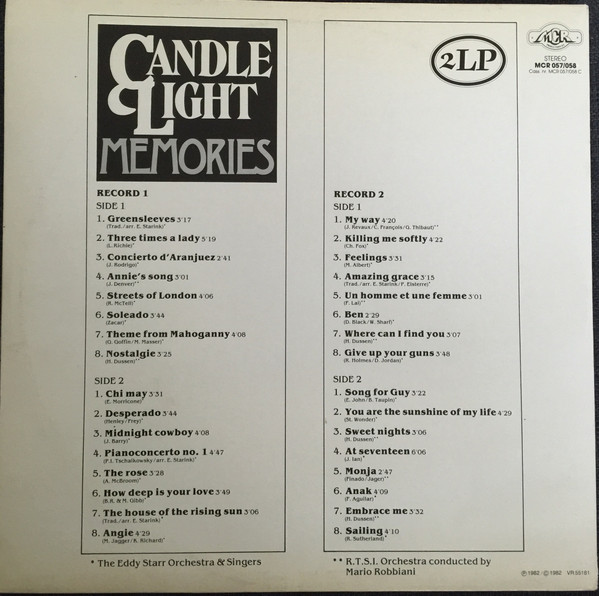 CANDLE
LIGHT
MEMORIES
2LP
MCR
STEREO
MCR 057/058
Cass. nr. MCR 057/058 C
RECORD 1
SIDE 1
1. Greensleeves 3'17
(Trad./arr. E. Starink)*
2. Three times a lady 5'19
(L. Richie)*
3. Concierto d'Aranjuez 2'41
(J. Rodrigo)*
4. Annie's song 3'01
(J. Denver)**
5. Streets of London 4'06
(R. McTell)*
6. Soleado 3'44
(Zacar)*
7. Theme from Mahoganny 4'08
(G. Goffin/M. Masser)*
8. Nostalgie 3'25
(H. Dussen)**
SIDE 2
1. Chi may 3'31
(E. Morricone)*
2. Desperado 3'44
(Henley/Frey)*
3. Midnight cowboy 4'08
(J. Barry)*
4. Pianoconcerto no. 1 4'47
(P.I. Tschaikowsky/arr. E. Starink)*
5. The rose 3'28
(A. McBroom)*
6. How deep is your love 3'49
(B.R. & M. Gibb)*
7. The house of the rising sun 3'06
(Trad./arr. E. Starink)*
8. Angie 4'29
(M. Jagger/K. Richard)*
* The Eddy Starr Orchestra & Singers
RECORD 2
SIDE 1
1. My way 4'20
(J. Revaux/C. François/G. Thibaut)**
2. Killing me softly 4'22
(Ch. Fox)*
3. Feelings 3'31
(M. Albert)*
4. Amazing grace 3'15
(Trad./arr. E. Starink/F. Elsterre)*
5. Un homme et une femme 3'01
(F. Lai)**
6. Ben 2'29
(D. Black/W. Sharf)*
7. Where can I find you 3'07
(H. Dussen)**
8. Give up your guns 3'48
(R. Holmes/D. Jordan)*
SIDE 2
1. Song for Guy 3'22
(E. John/B. Taupin)*
2. You are the sunshine of my life 4'29
(St. Wonder)*
3. Sweet nights 3'06
(H. Dussen)**
4. At seventeen 6'06
(J. Ian)*
5. Monja 2'47
(Finado/Jager)**
6. Anak 4'09
(F. Aguilar)*
7. Embrace me 3'32
(H. Dussen)**
8. Sailing 4'10
(R. Sutherland)*
** R.T.S.I. Orchestra conducted by
Mario Robbiani
℗ 1982 - © 1982 VR 55181